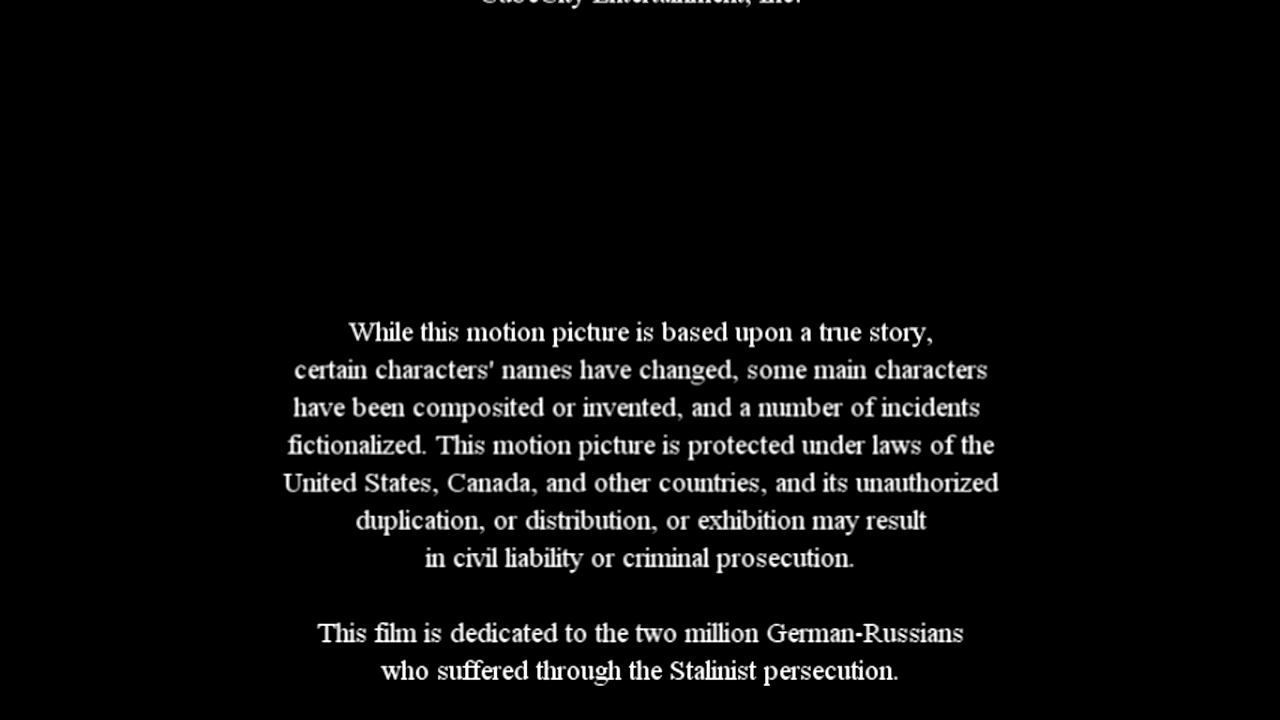 Entertainment, Inc.
While this motion picture is based upon a true story,
certain characters' names have changed, some main characters
have been composited or invented, and a number of incidents
fictionalized. This motion picture is protected under laws of the
United States, Canada, and other countries, and its unauthorized
duplication, or distribution, or exhibition may result
in civil liability or criminal prosecution.
This film is dedicated to the two million German-Russians
who suffered through the Stalinist persecution.